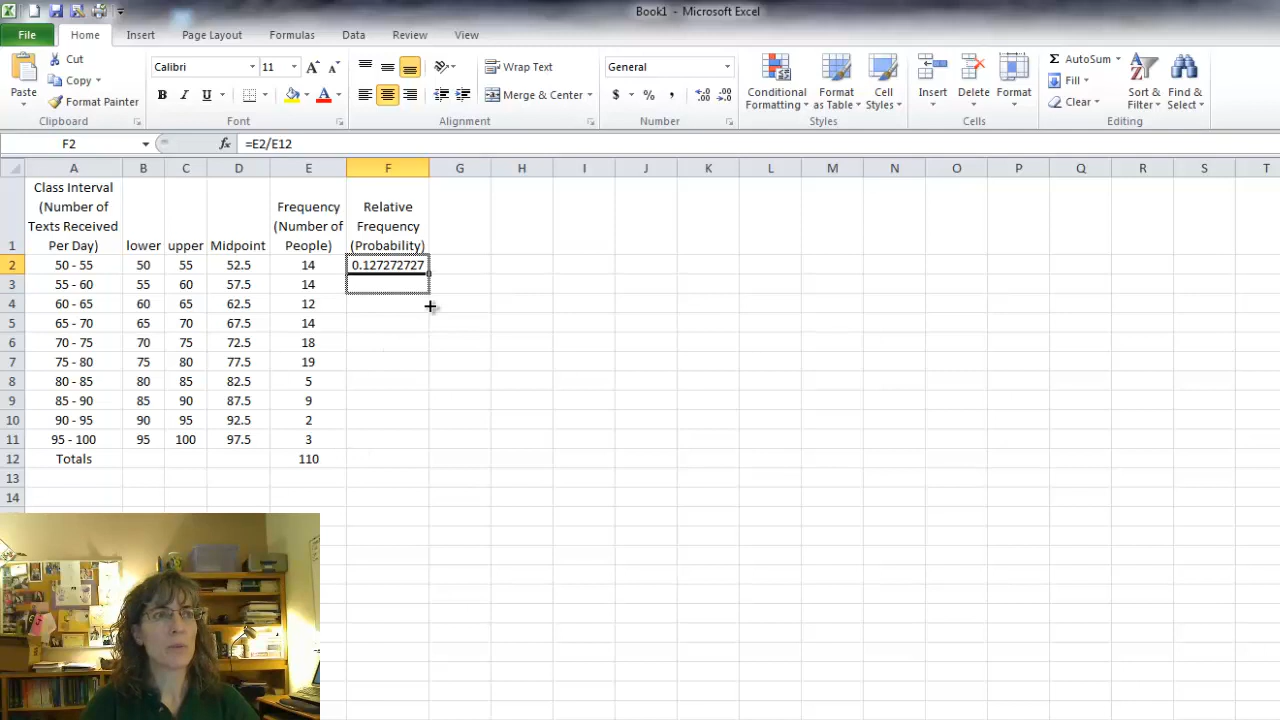 Book1 - Microsoft Excel
File Home Insert Page Layout Formulas Data Review View
Paste
Cut
Copy
Format Painter
Clipboard
Calibri 11
B I U
Font
Wrap Text
Merge & Center
Alignment
General
$ % ,
Number
Conditional Formatting
Format as Table
Cell Styles
Styles
Insert Delete Format
Cells
AutoSum
Fill
Clear
Sort & Filter
Find & Select
Editing
F2 fx =E2/E12
A B C D E F G H I J K L M N O P Q R S T
1 Class Interval (Number of Texts Received Per Day) lower upper Midpoint Frequency (Number of People) Relative Frequency (Probability)
2 50 - 55 50 55 52.5 14 0.127272727
3 55 - 60 55 60 57.5 14
4 60 - 65 60 65 62.5 12
5 65 - 70 65 70 67.5 14
6 70 - 75 70 75 72.5 18
7 75 - 80 75 80 77.5 19
8 80 - 85 80 85 82.5 5
9 85 - 90 85 90 87.5 9
10 90 - 95 90 95 92.5 2
11 95 - 100 95 100 97.5 3
12 Totals 110
13
14